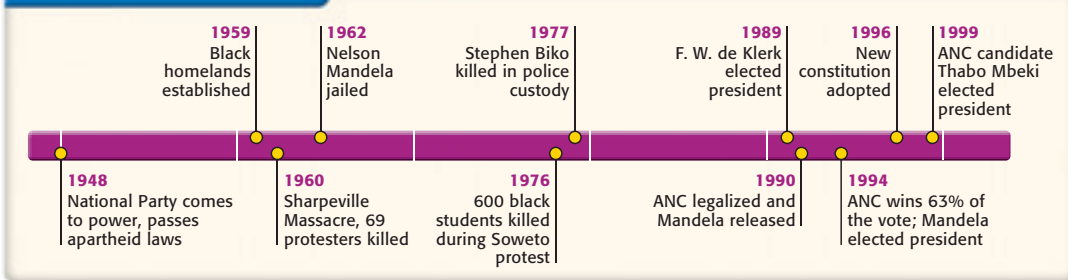 1959
Black
homelands
established
1962
Nelson
Mandela
jailed
1977
Stephen Biko
killed in police
custody
1989
F. W. de Klerk
elected
president
1996
New
constitution
adopted
1999
ANC candidate
Thabo Mbeki
elected
president
1948
National Party comes
to power, passes
apartheid laws
1960
Sharpeville
Massacre, 69
protesters killed
1976
600 black
students killed
during Soweto
protest
1990
ANC legalized and
Mandela released
1994
ANC wins 63% of
the vote; Mandela
elected president